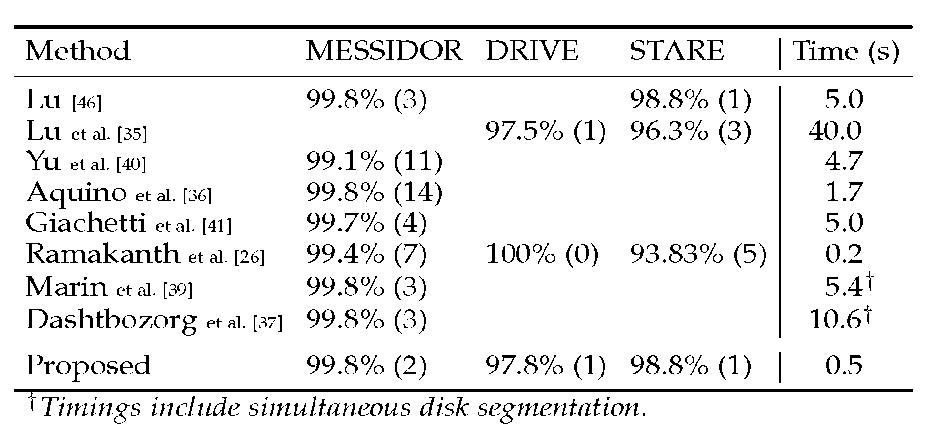 Method MESSIDOR DRIVE STARE Time (s)
Lu [46] 99.8% (3) 98.8% (1) 5.0
Lu et al. [35] 97.5% (1) 96.3% (3) 40.0
Yu et al. [40] 99.1% (11) 4.7
Aquino et al. [36] 99.8% (14) 1.7
Giachetti et al. [41] 99.7% (4) 5.0
Ramakanth et al. [26] 99.4% (7) 100% (0) 93.83% (5) 0.2
Marin et al. [39] 99.8% (3) 5.4†
Dashtbozorg et al. [37] 99.8% (3) 10.6†
Proposed 99.8% (2) 97.8% (1) 98.8% (1) 0.5
†Timings include simultaneous disk segmentation.